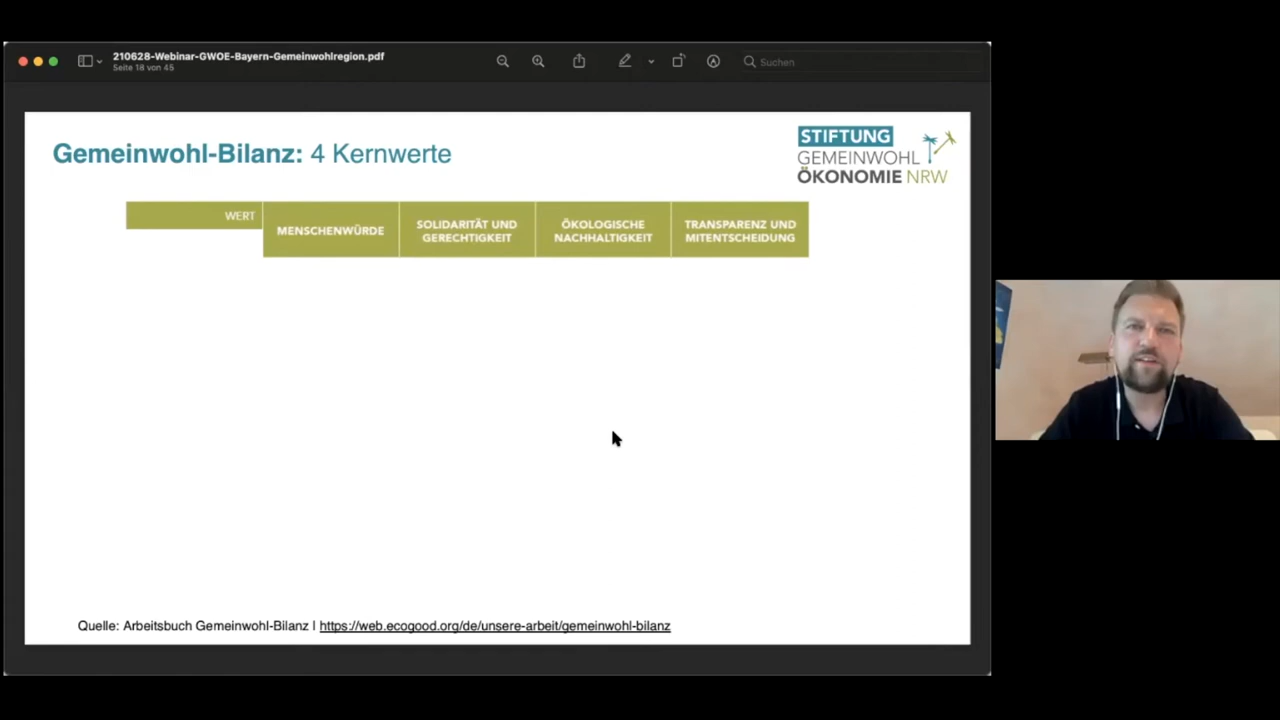 210628-Webinar-GWOE-Bayern-Gemeinwohlregion.pdf
Seite 18 von 45
Suchen
Gemeinwohl-Bilanz: 4 Kernwerte
STIFTUNG
GEMEINWOHL
ÖKONOMIE NRW
WERT
MENSCHENWÜRDE
SOLIDARITÄT UND
GERECHTIGKEIT
ÖKOLOGISCHE
NACHHALTIGKEIT
TRANSPARENZ UND
MITENTSCHEIDUNG
Quelle: Arbeitsbuch Gemeinwohl-Bilanz | https://web.ecogood.org/de/unsere-arbeit/gemeinwohl-bilanz